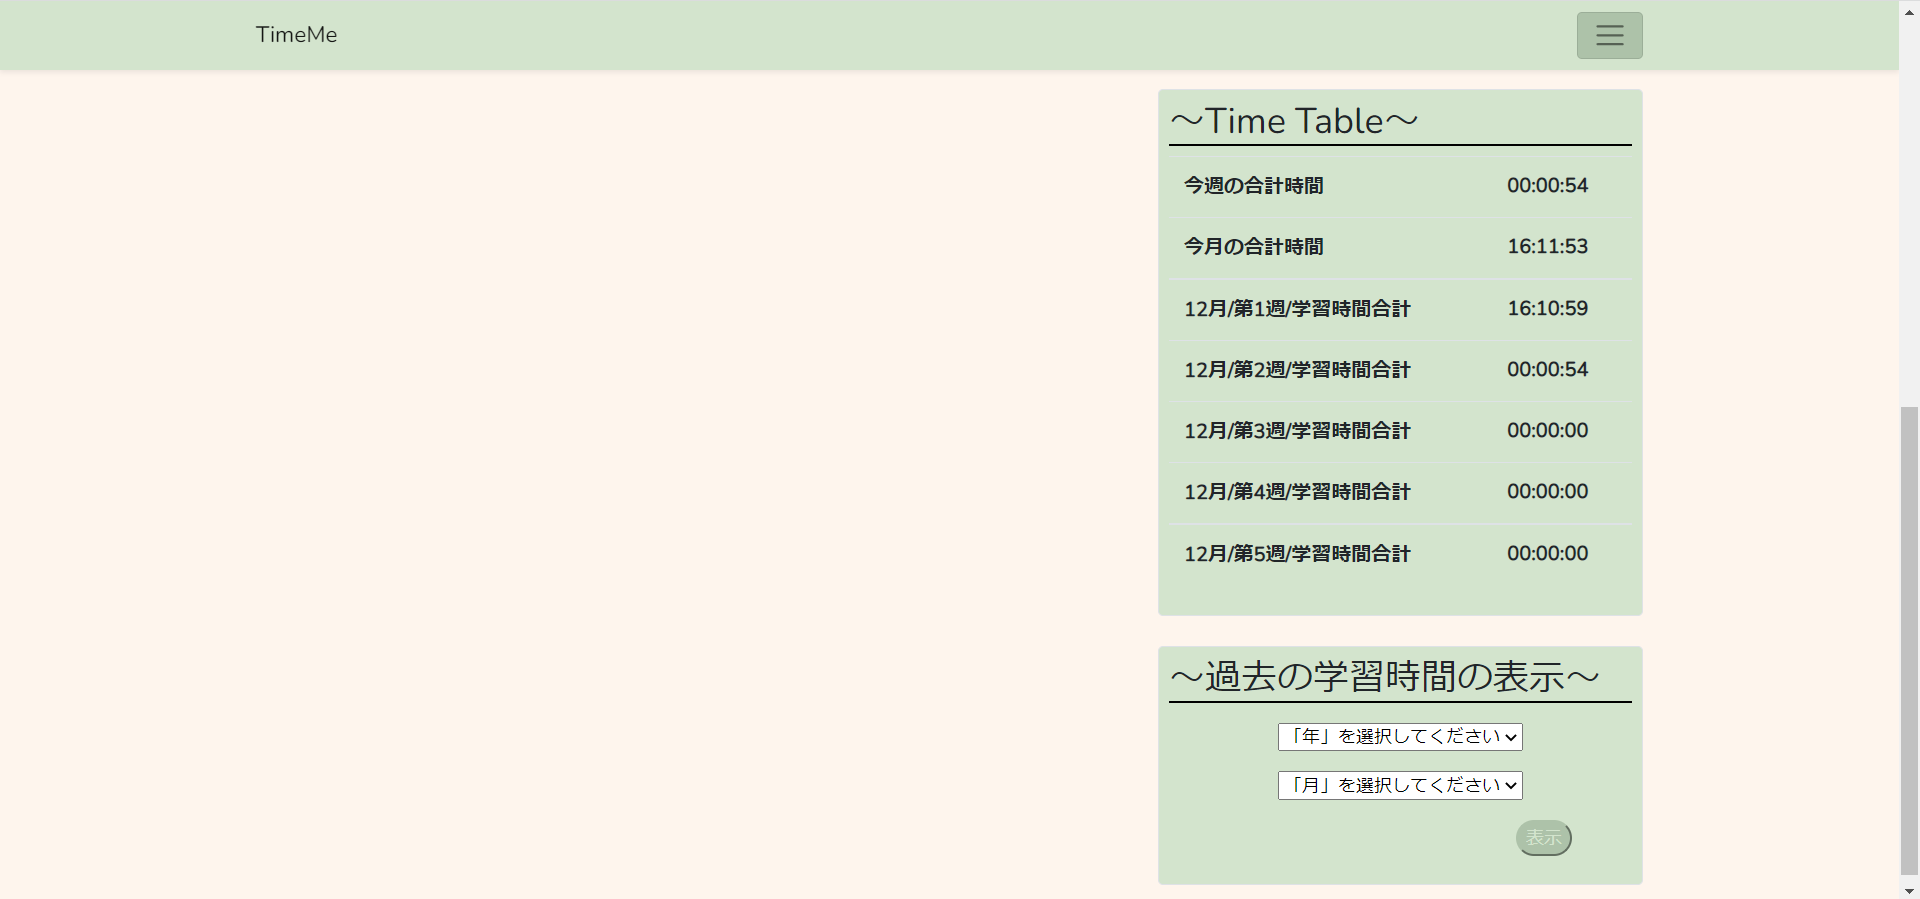 TimeMe
～Time Table～
今週の合計時間 00:00:54
今月の合計時間 16:11:53
12月/第1週/学習時間合計 16:10:59
12月/第2週/学習時間合計 00:00:54
12月/第3週/学習時間合計 00:00:00
12月/第4週/学習時間合計 00:00:00
12月/第5週/学習時間合計 00:00:00
～過去の学習時間の表示～
「年」を選択してください
「月」を選択してください
表示